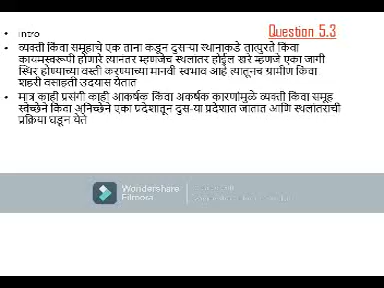 Question 5.3
intro
व्यक्ती किंवा समूहाचे एक ताना कडून दुसऱ्या स्थानाकडे तात्पुरते किंवा
कायमस्वरूपी होणारे त्यानंतर म्हणजेच स्थलांतर होईल खरे म्हणजे एका जागी
स्थिर होण्याच्या वस्ती करण्याच्या मानवी स्वभाव आहे त्यातूनच ग्रामीण किंवा
शहरी वसाहती उदयास येतात
मात्र काही प्रसंगी काही आकर्षक किंवा अकर्षक कारणांमुळे व्यक्ती किंवा समूह
स्वेच्छेने किंवा अनिच्छेने एका प्रदेशातून दुस-या प्रदेशात जातात आणि स्थलांतराची
प्रक्रिया घडून येते
Wondershare
Filmora